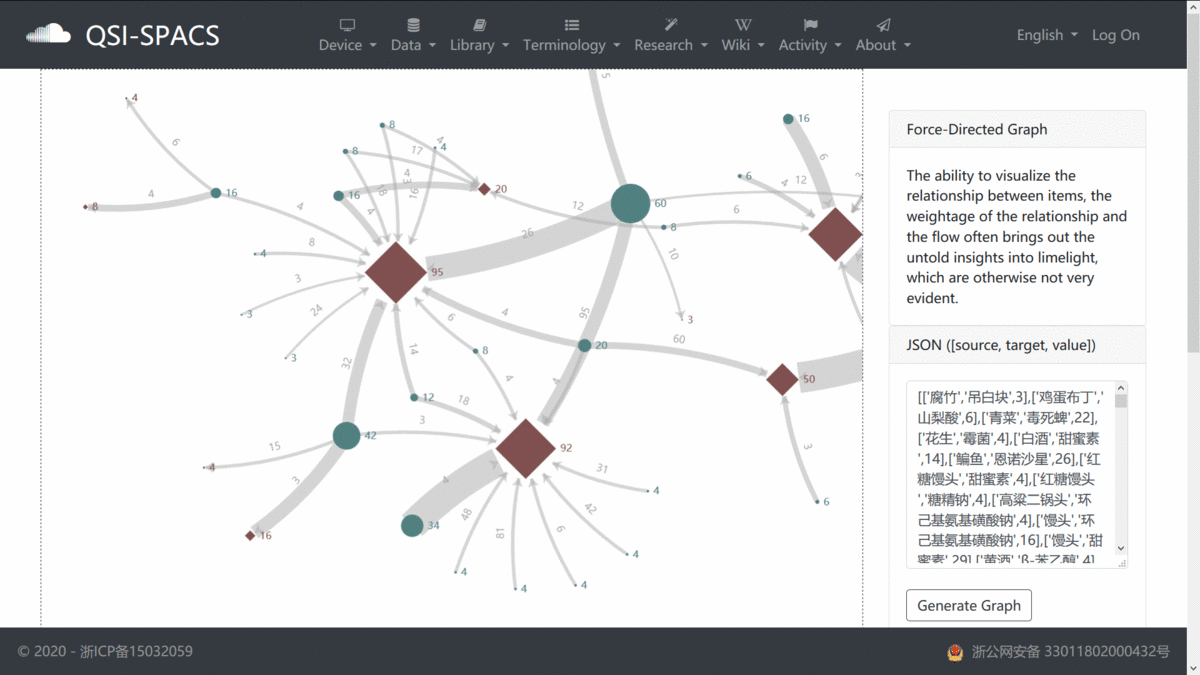 QSI-SPACS
Device
Data
Library
Terminology
Research
Wiki
Activity
About
English
Log On
4
8
6
4
16
8
8
4
16
17
4
4
18
3
16
4
20
4
8
4
3
3
24
3
95
26
12
60
5
8
6
10
3
16
6
6
4
12
3
32
14
6
8
4
4
20
95
4
60
50
3
6
12
18
3
42
15
4
3
16
92
4
34
48
4
18
4
6
4
42
4
31
4
Force-Directed Graph
The ability to visualize the
relationship between items, the
weightage of the relationship and
the flow often brings out the
untold insights into limelight,
which are otherwise not very
evident.
JSON ([source, target, value])
[['腐竹','吊白块',3],['鸡蛋布丁','
山梨酸',6],['青菜','毒死蜱',22],
['花生','霉菌',4],['白酒','甜蜜素
',14],['鳊鱼','恩诺沙星',26],['红
糖馒头','甜蜜素',4],['红糖馒头
','糖精钠',4],['高粱二锅头','环
己基氨基磺酸钠',4],['馒头','环
己基氨基磺酸钠',16],['馒头','甜
蜜素',29],['黄酒','β-苯乙醇',4]
Generate Graph
© 2020 - 浙ICP备15032059
浙公网安备 33011802000432号